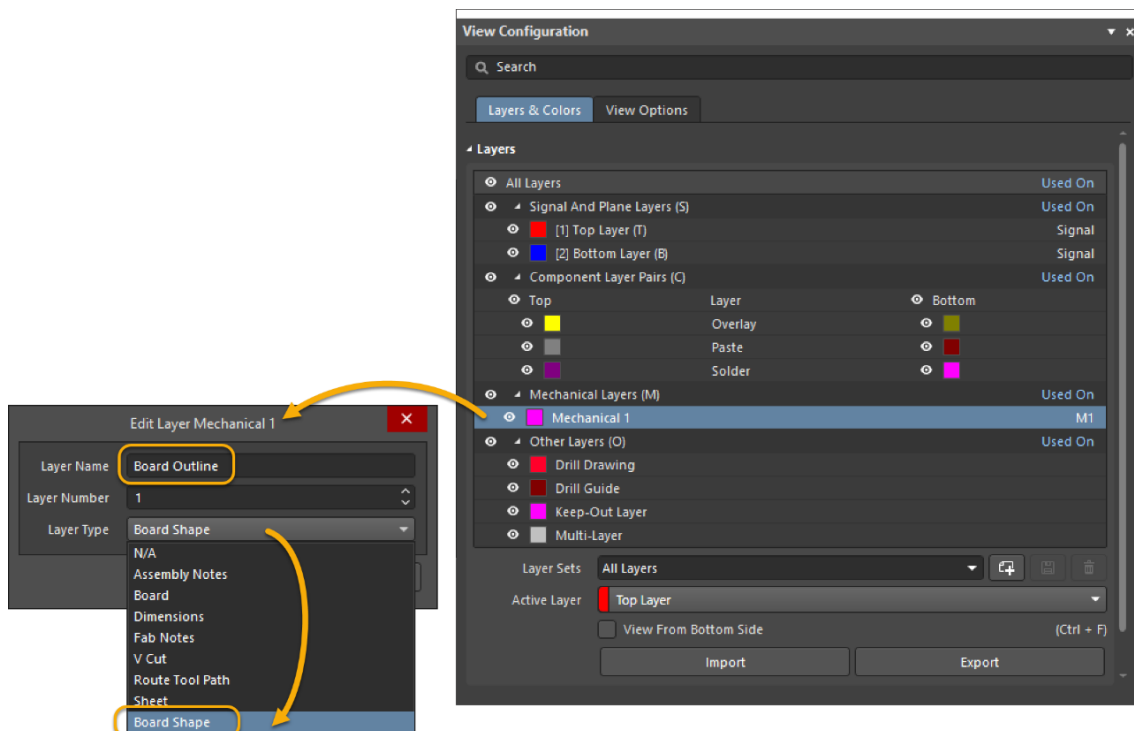 View Configuration
Search
Layers & Colors View Options
Layers
All Layers Used On
Signal And Plane Layers (S) Used On
[1] Top Layer (T) Signal
[2] Bottom Layer (B) Signal
Component Layer Pairs (C) Used On
Top Layer Bottom
Overlay
Paste
Solder
Mechanical Layers (M) Used On
Mechanical 1 M1
Other Layers (O) Used On
Drill Drawing
Drill Guide
Keep-Out Layer
Multi-Layer
Layer Sets All Layers
Active Layer Top Layer
View From Bottom Side (Ctrl + F)
Import Export
Edit Layer Mechanical 1
Layer Name Board Outline
Layer Number 1
Layer Type Board Shape
N/A
Assembly Notes
Board
Dimensions
Fab Notes
V Cut
Route Tool Path
Sheet
Board Shape